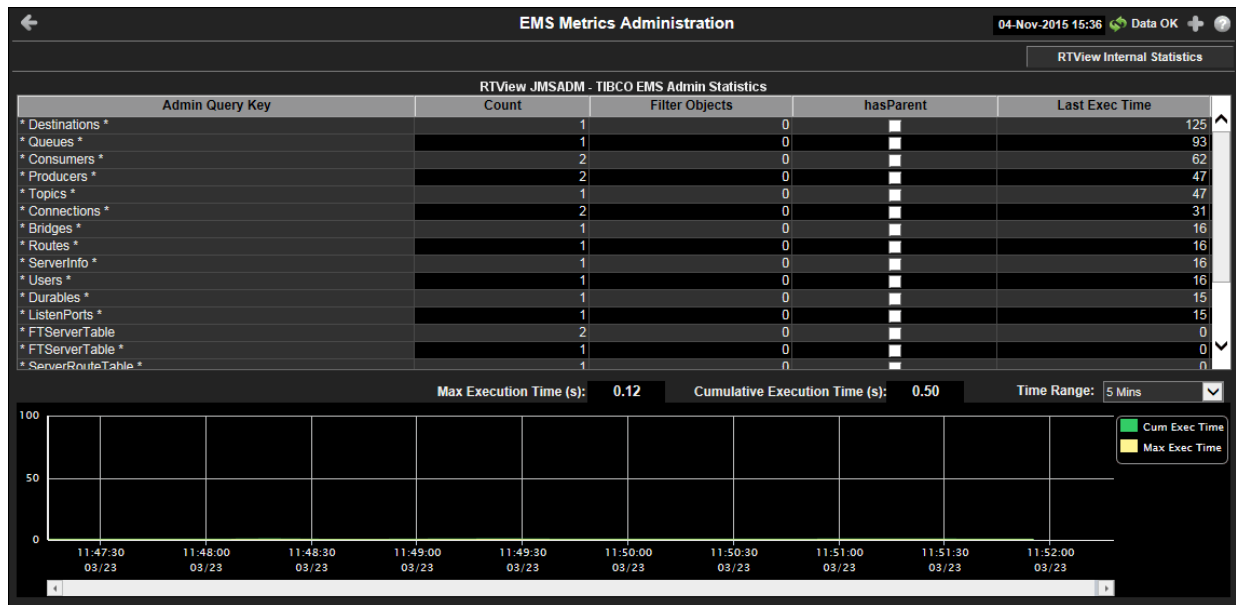 EMS Metrics Administration 04-Nov-2015 15:36 Data OK
RTView Internal Statistics
RTView JMSADM - TIBCO EMS Admin Statistics
Admin Query Key Count Filter Objects hasParent Last Exec Time
* Destinations * 1 0 125
* Queues * 1 0 93
* Consumers * 2 0 62
* Producers * 2 0 47
* Topics * 1 0 47
* Connections * 2 0 31
* Bridges * 1 0 16
* Routes * 1 0 16
* ServerInfo * 1 0 16
* Users * 1 0 16
* Durables * 1 0 15
* ListenPorts * 1 0 15
* FTServerTable 2 0 0
* FTServerTable * 1 0 0
* ServerRouteTable * 1 0 0
Max Execution Time (s): 0.12 Cumulative Execution Time (s): 0.50 Time Range: 5 Mins
100
Cum Exec Time
Max Exec Time
50
0
11:47:30 11:48:00 11:48:30 11:49:00 11:49:30 11:50:00 11:50:30 11:51:00 11:51:30 11:52:00
03/23 03/23 03/23 03/23 03/23 03/23 03/23 03/23 03/23 03/23